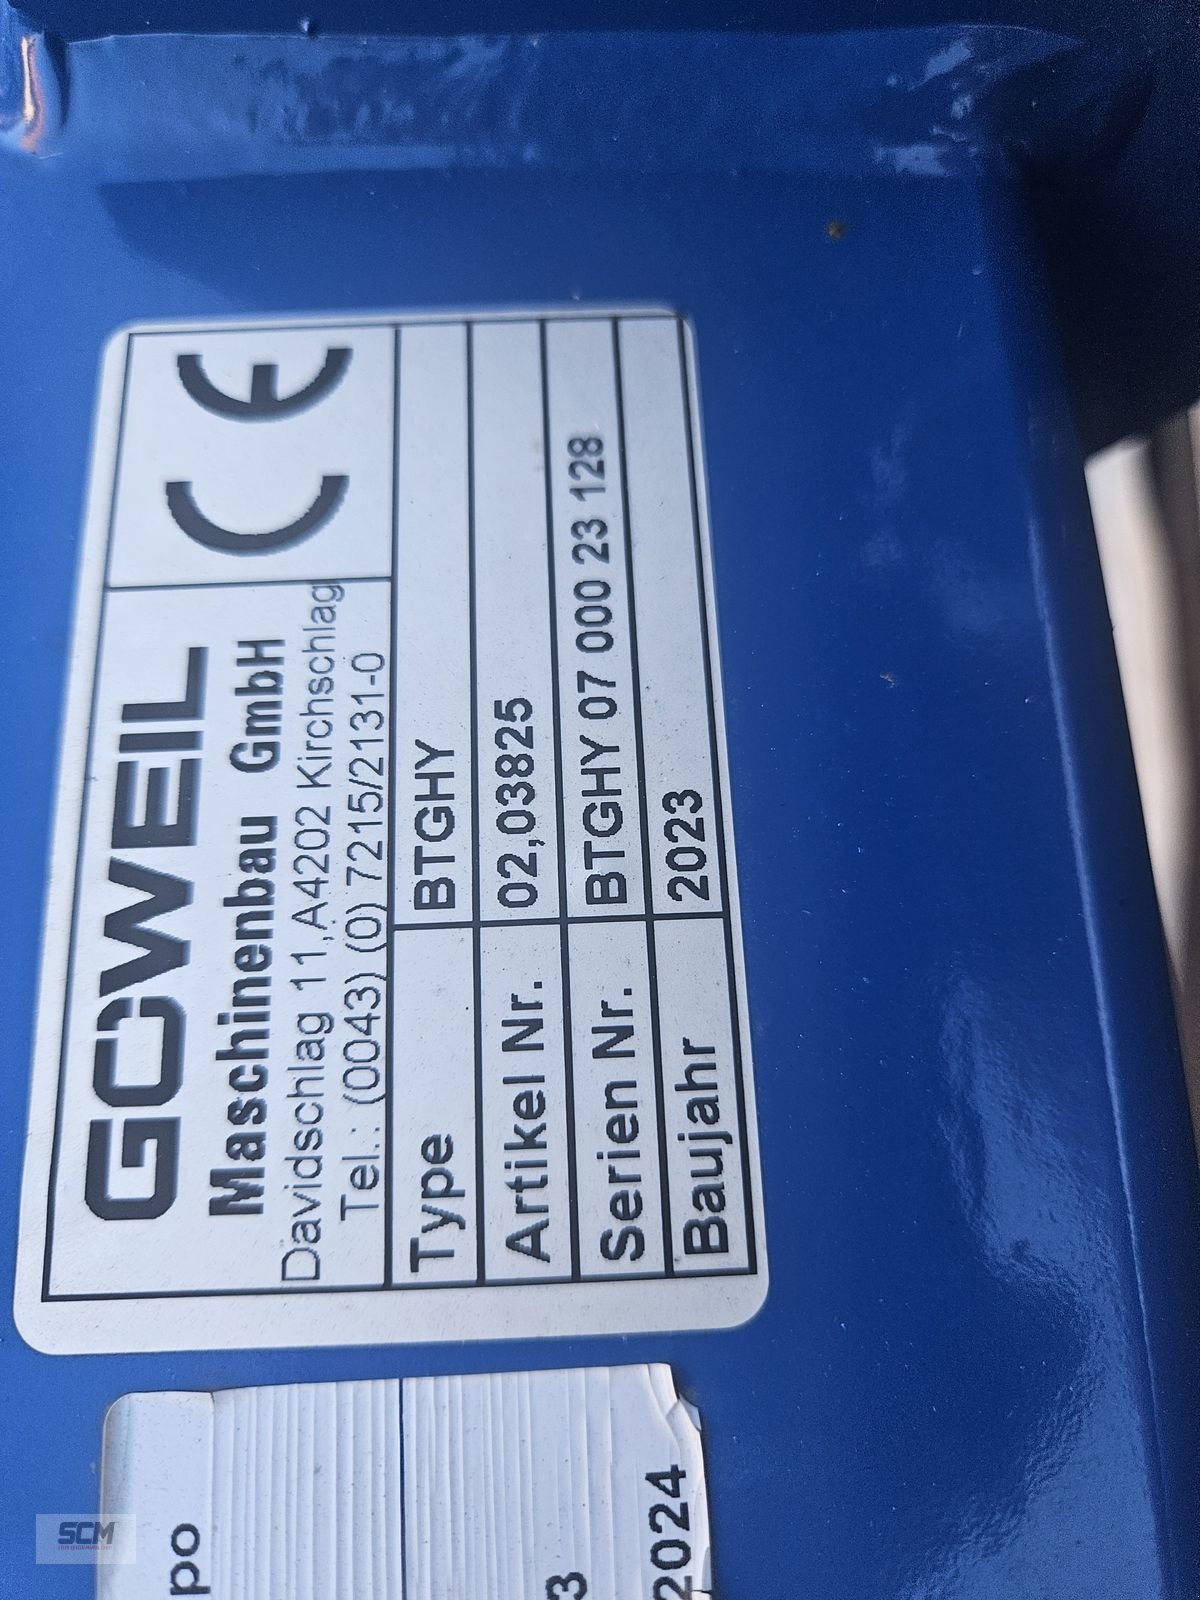 GÖWEIL
CE
Maschinenbau GmbH
Davidschlag 11,A4202 Kirchschlag
Tel.: (0043) (0) 7215/2131-0
Type BTGHY
Artikel Nr. 02,03825
Serien Nr. BTGHY 07 000 23 128
Baujahr 2023
po
3
2024
SCM